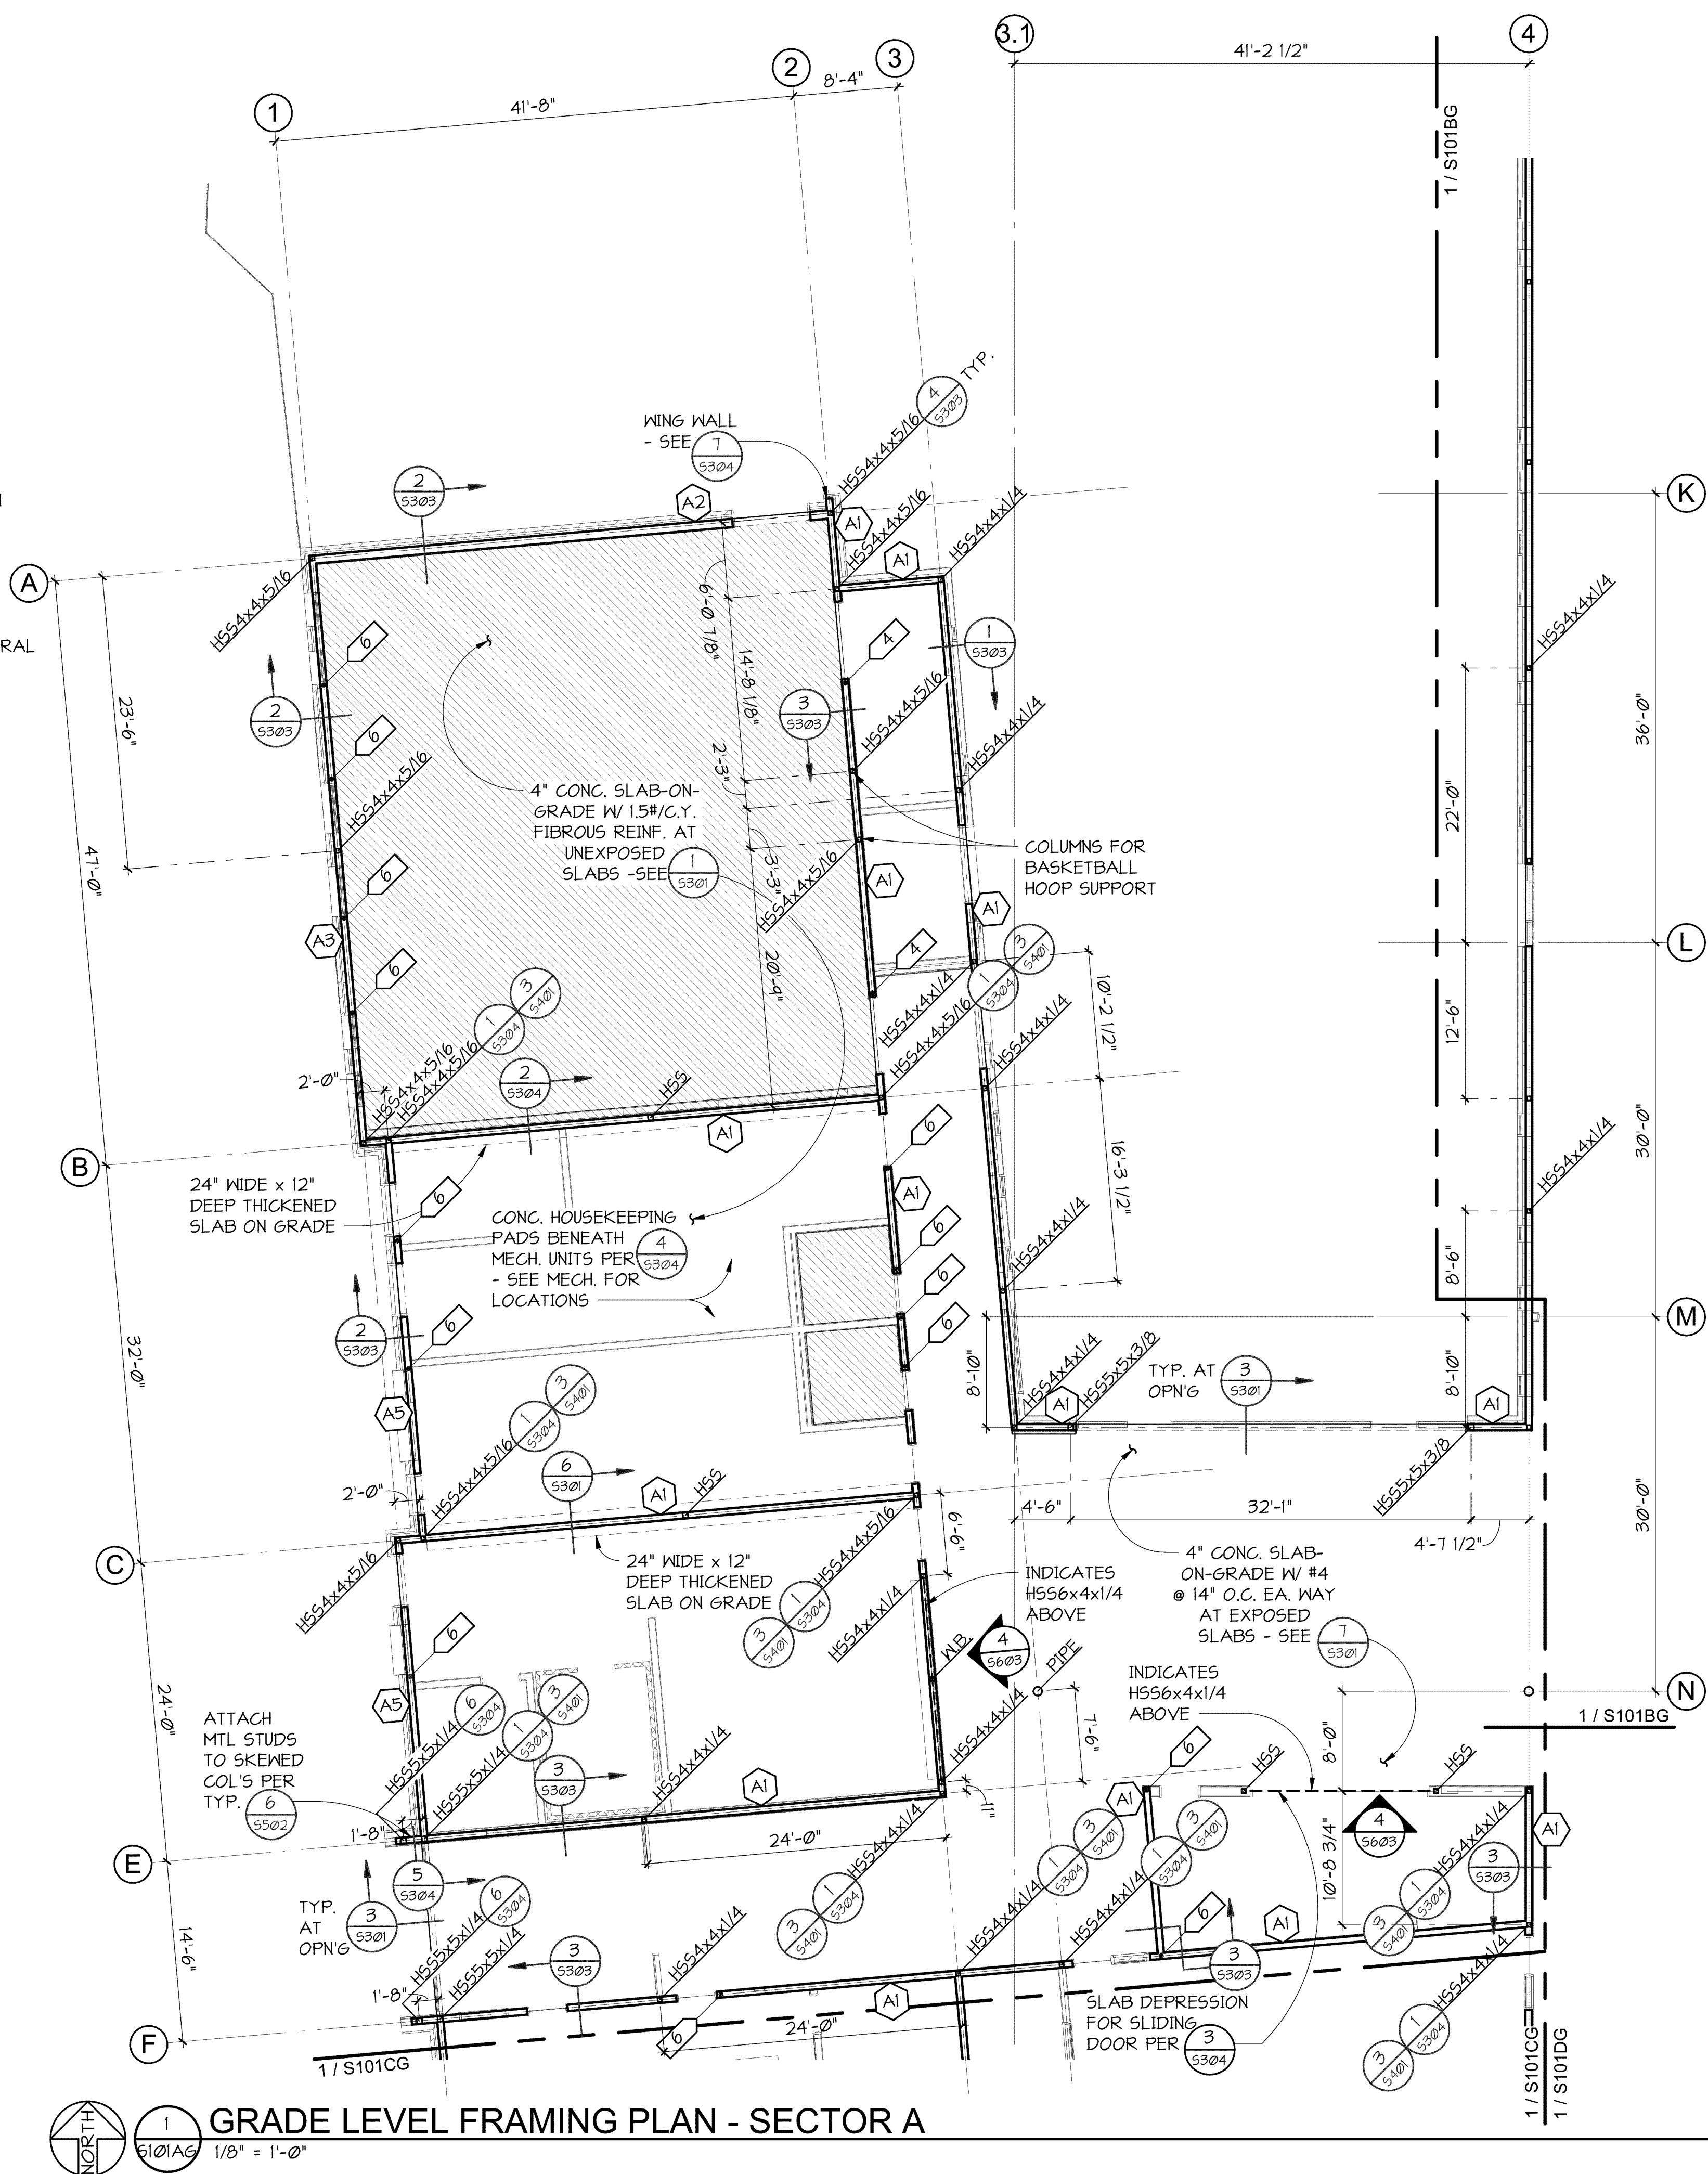 1
2
3
3.1
4
41'-8"
8'-4"
41'-2 1/2"
1 / S101BG
WING WALL
- SEE
7
S304
HSS4x4x5/16
4
S303
TYP.
2
S303
A2
A1
HSS4x4x5/16
A1
HSS4x4x1/4
K
A
RAL
HSS4x4x5/16
6
6'-0 7/8"
4
1
S303
HSS4x4x1/4
23'-6"
2
S303
6
14'-8 1/8"
3
S303
HSS4x4x5/16
HSS4x4x1/4
36'-0"
22'-0"
2'-3"
HSS4x4x5/16
4" CONC. SLAB-ON-
GRADE W/ 1.5#/C.Y.
FIBROUS REINF. AT
UNEXPOSED
SLABS -SEE
1
S301
COLUMNS FOR
BASKETBALL
HOOP SUPPORT
47'-0"
3'-3"
HSS4x4x5/16
6
A1
A1
A3
4
3
S401
1
S304
L
6
20'-9"
HSS4x4x1/4
HSS4x4x5/16
10'-2 1/2"
HSS4x4x1/4
12'-6"
3
S401
1
S304
HSS4x4x5/16
HSS4x4x5/16
2'-0"
2
S304
HSS
A1
6
B
16'-3 1/2"
30'-0"
HSS4x4x1/4
24" WIDE x 12"
DEEP THICKENED
SLAB ON GRADE
6
A1
HSS4x4x1/4
CONC. HOUSEKEEPING
PADS BENEATH
MECH. UNITS PER
- SEE MECH. FOR
LOCATIONS
4
S304
6
6
8'-6"
2
S303
6
6
M
32'-0"
8'-10"
HSS4x4x1/4
HSS5x5x3/8
TYP. AT
OPN'G
3
S301
8'-10"
A1
A1
A5
3
S401
1
S304
HSS4x4x5/16
6
S301
A1
HSS
2'-0"
HSS5x5x3/8
4'-6"
32'-1"
4'-7 1/2"
30'-0"
C
HSS4x4x5/16
24" WIDE x 12"
DEEP THICKENED
SLAB ON GRADE
HSS4x4x5/16
1
S304
3
S401
9'-9"
HSS4x4x1/4
INDICATES
HSS6x4x1/4
ABOVE
4" CONC. SLAB-
ON-GRADE W/ #4
@ 14" O.C. EA. WAY
AT EXPOSED
SLABS - SEE
7
S301
6
W.B.
4
S603
PIPE
N
24'-0"
A5
6
S304
3
S401
1
S304
INDICATES
HSS6x4x1/4
ABOVE
1 / S101BG
ATTACH
MTL STUDS
TO SKEWED
COL'S PER
TYP.
6
S502
HSS5x5x1/4
HSS5x5x1/4
3
S303
HSS4x4x1/4
A1
HSS4x4x1/4
7'-6"
6
HSS
HSS
8'-0"
11"
A1
1'-8"
24'-0"
HSS4x4x1/4
4
S603
HSS4x4x1/4
A1
E
5
S304
3
S401
1
S304
3
S401
1
S304
10'-8 3/4"
3
S303
TYP.
AT
OPN'G
3
S301
6
S304
1
S304
3
S401
HSS4x4x1/4
HSS4x4x1/4
6
A1
1
S304
3
S401
14'-6"
HSS5x5x1/4
HSS5x5x1/4
3
S303
HSS4x4x1/4
3
S303
HSS4x4x1/4
1'-8"
A1
SLAB DEPRESSION
FOR SLIDING
DOOR PER
3
S304
F
6
24'-0"
1
S304
3
S401
1 / S101CG
1 / S101CG
1 / S101DG
NORTH
1
S101AG
GRADE LEVEL FRAMING PLAN - SECTOR A
1/8" = 1'-0"